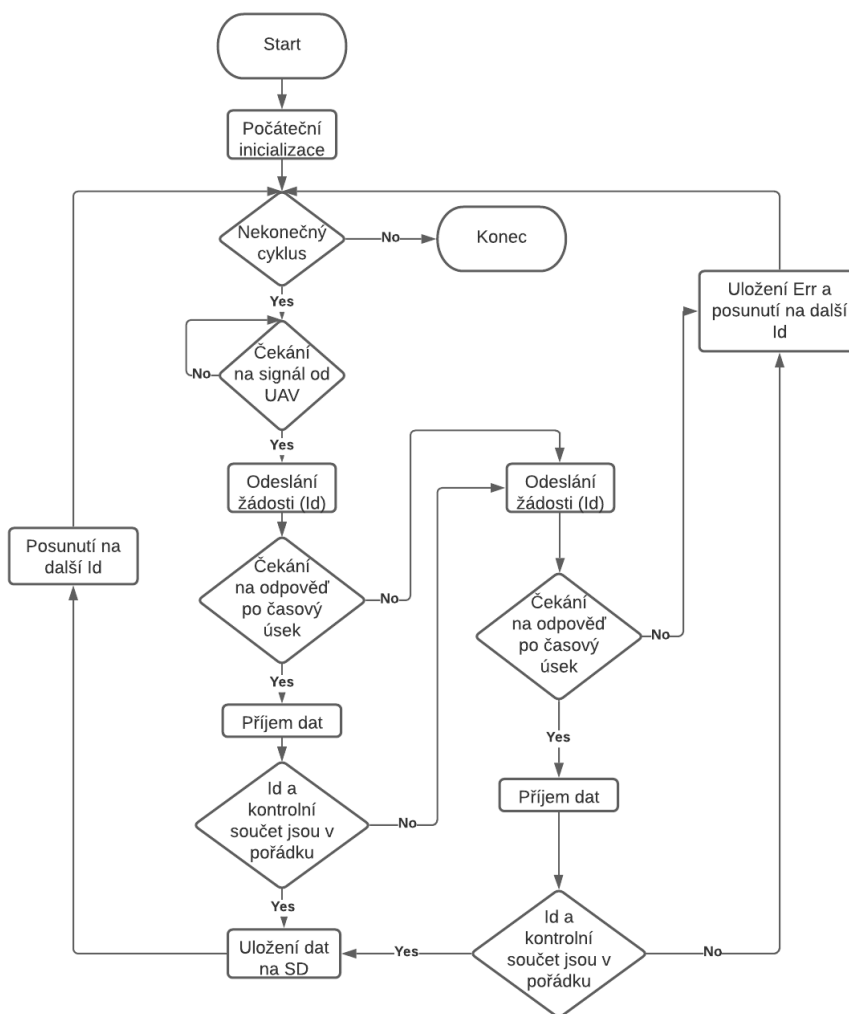 Start
Počáteční
inicializace
Nekonečný
cyklus
No
Konec
Yes
Čekání
na signál od
UAV
No
Yes
Odeslání
žádosti (Id)
Čekání
na odpověď
po časový
úsek
No
Yes
Příjem dat
Id a
kontrolní
součet jsou v
pořádku
No
Yes
Uložení dat
na SD
Posunutí na
další Id
Odeslání
žádosti (Id)
Čekání
na odpověď
po časový
úsek
No
Yes
Příjem dat
Id a
kontrolní
součet jsou v
pořádku
Yes
No
Uložení Err a
posunutí na další
Id